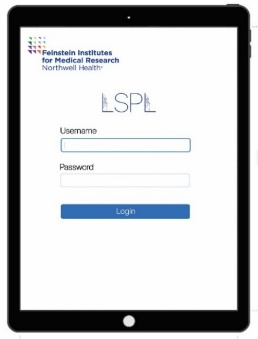 Feinstein Institutes
for Medical Research
Northwell Health®
LSPL
Username
Password
Login